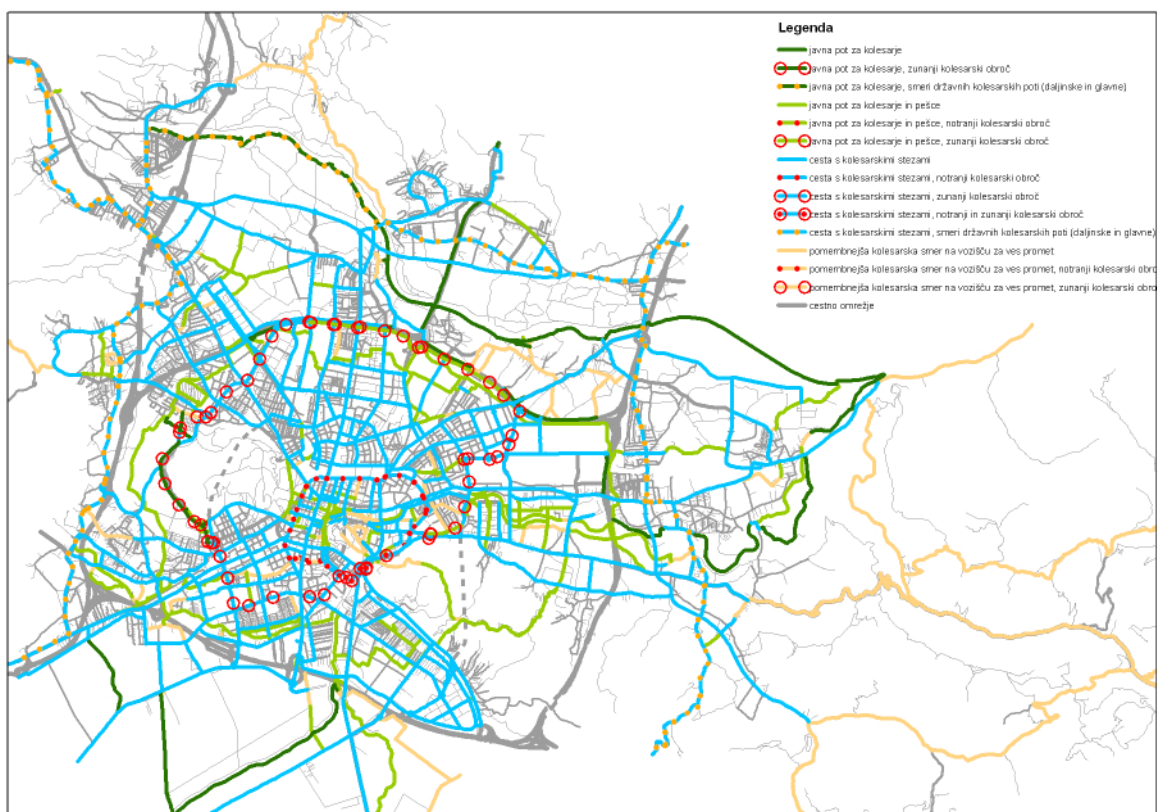 Legenda
javna pot za kolesarje
javna pot za kolesarje, zunanji kolesarski obroč
javna pot za kolesarje, smeri državnih kolesarskih poti (daljinske in glavne)
javna pot za kolesarje in pešce
javna pot za kolesarje in pešce, notranji kolesarski obroč
javna pot za kolesarje in pešce, zunanji kolesarski obroč
cesta s kolesarskimi stezami
cesta s kolesarskimi stezami, notranji kolesarski obroč
cesta s kolesarskimi stezami, zunanji kolesarski obroč
cesta s kolesarskimi stezami, notranji in zunanji kolesarski obroč
cesta s kolesarskimi stezami, smeri državnih kolesarskih poti (daljinske in glavne)
pomembnejša kolesarska smer na vozišču za ves promet
pomembnejša kolesarska smer na vozišču za ves promet, notranji kolesarski obro
pomembnejša kolesarska smer na vozišču za ves promet, zunanji kolesarski obro
cestno omrežje